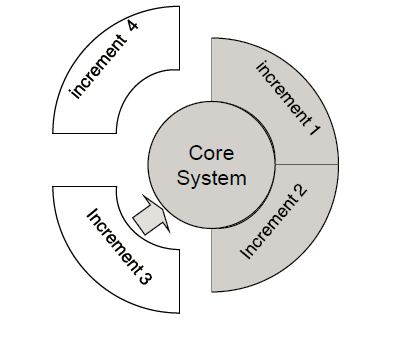 increment 4
increment 1
Core
System
Increment 2
Increment 3